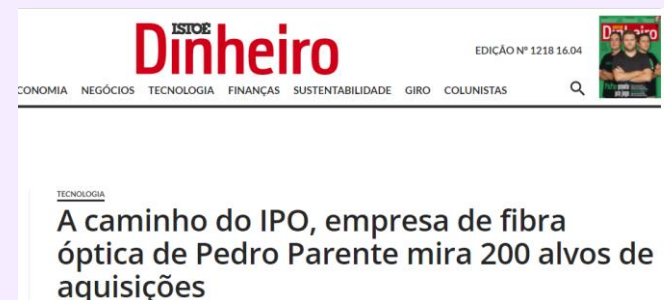 ISTOÉ
Dinheiro
EDIÇÃO Nº 1218 16.04
CONOMIA NEGÓCIOS TECNOLOGIA FINANÇAS SUSTENTABILIDADE GIRO COLUNISTAS
TECNOLOGIA
A caminho do IPO, empresa de fibra
óptica de Pedro Parente mira 200 alvos de
aquisições